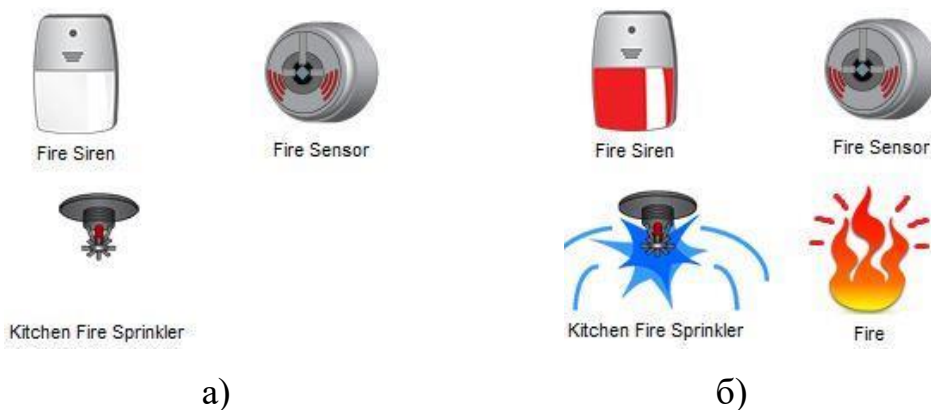 Fire Siren
Fire Sensor
Kitchen Fire Sprinkler
а)
Fire Siren
Fire Sensor
Kitchen Fire Sprinkler
Fire
б)